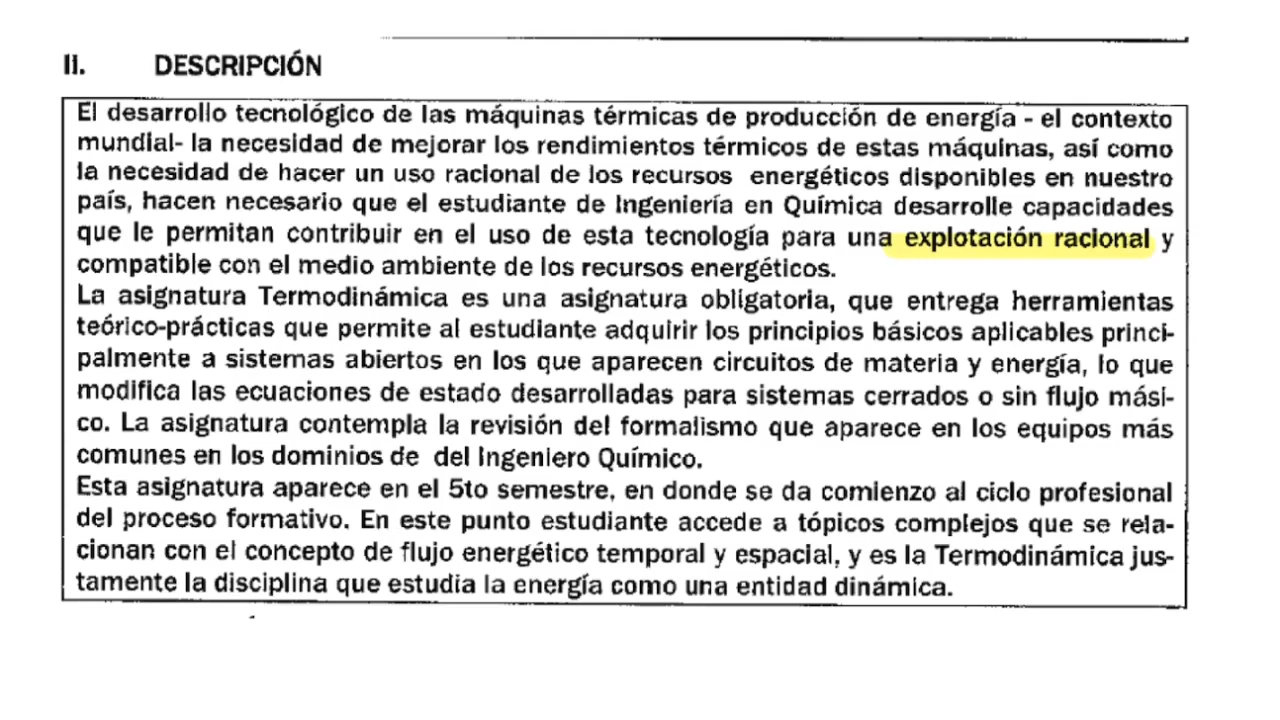 II. DESCRIPCIÓN
El desarrollo tecnológico de las máquinas térmicas de producción de energía - el contexto
mundial- la necesidad de mejorar los rendimientos térmicos de estas máquinas, así como
la necesidad de hacer un uso racional de los recursos energéticos disponibles en nuestro
país, hacen necesario que el estudiante de Ingeniería en Química desarrolle capacidades
que le permitan contribuir en el uso de esta tecnología para una explotación racional y
compatible con el medio ambiente de los recursos energéticos.
La asignatura Termodinámica es una asignatura obligatoria, que entrega herramientas
teórico-prácticas que permite al estudiante adquirir los principios básicos aplicables princi-
palmente a sistemas abiertos en los que aparecen circuitos de materia y energía, lo que
modifica las ecuaciones de estado desarrolladas para sistemas cerrados o sin flujo mási-
co. La asignatura contempla la revisión del formalismo que aparece en los equipos más
comunes en los dominios de del Ingeniero Químico.
Esta asignatura aparece en el 5to semestre, en donde se da comienzo al ciclo profesional
del proceso formativo. En este punto estudiante accede a tópicos complejos que se rela-
cionan con el concepto de flujo energético temporal y espacial, y es la Termodinámica jus-
tamente la disciplina que estudia la energía como una entidad dinámica.